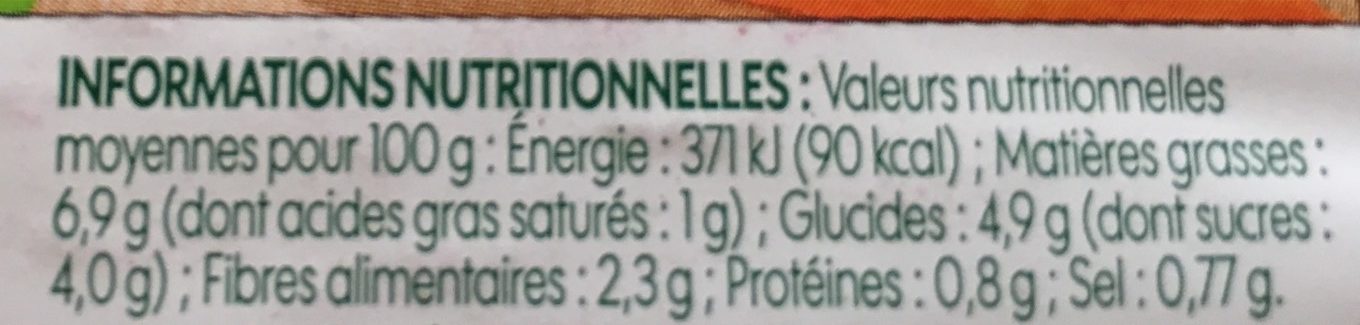 INFORMATIONS NUTRITIONNELLES : Valeurs nutritionnelles
moyennes pour 100 g : Énergie : 371 kJ (90 kcal) ; Matières grasses :
6,9 g (dont acides gras saturés : 1 g) ; Glucides : 4,9 g (dont sucres :
4,0 g) ; Fibres alimentaires : 2,3 g ; Protéines : 0,8 g ; Sel : 0,77 g.